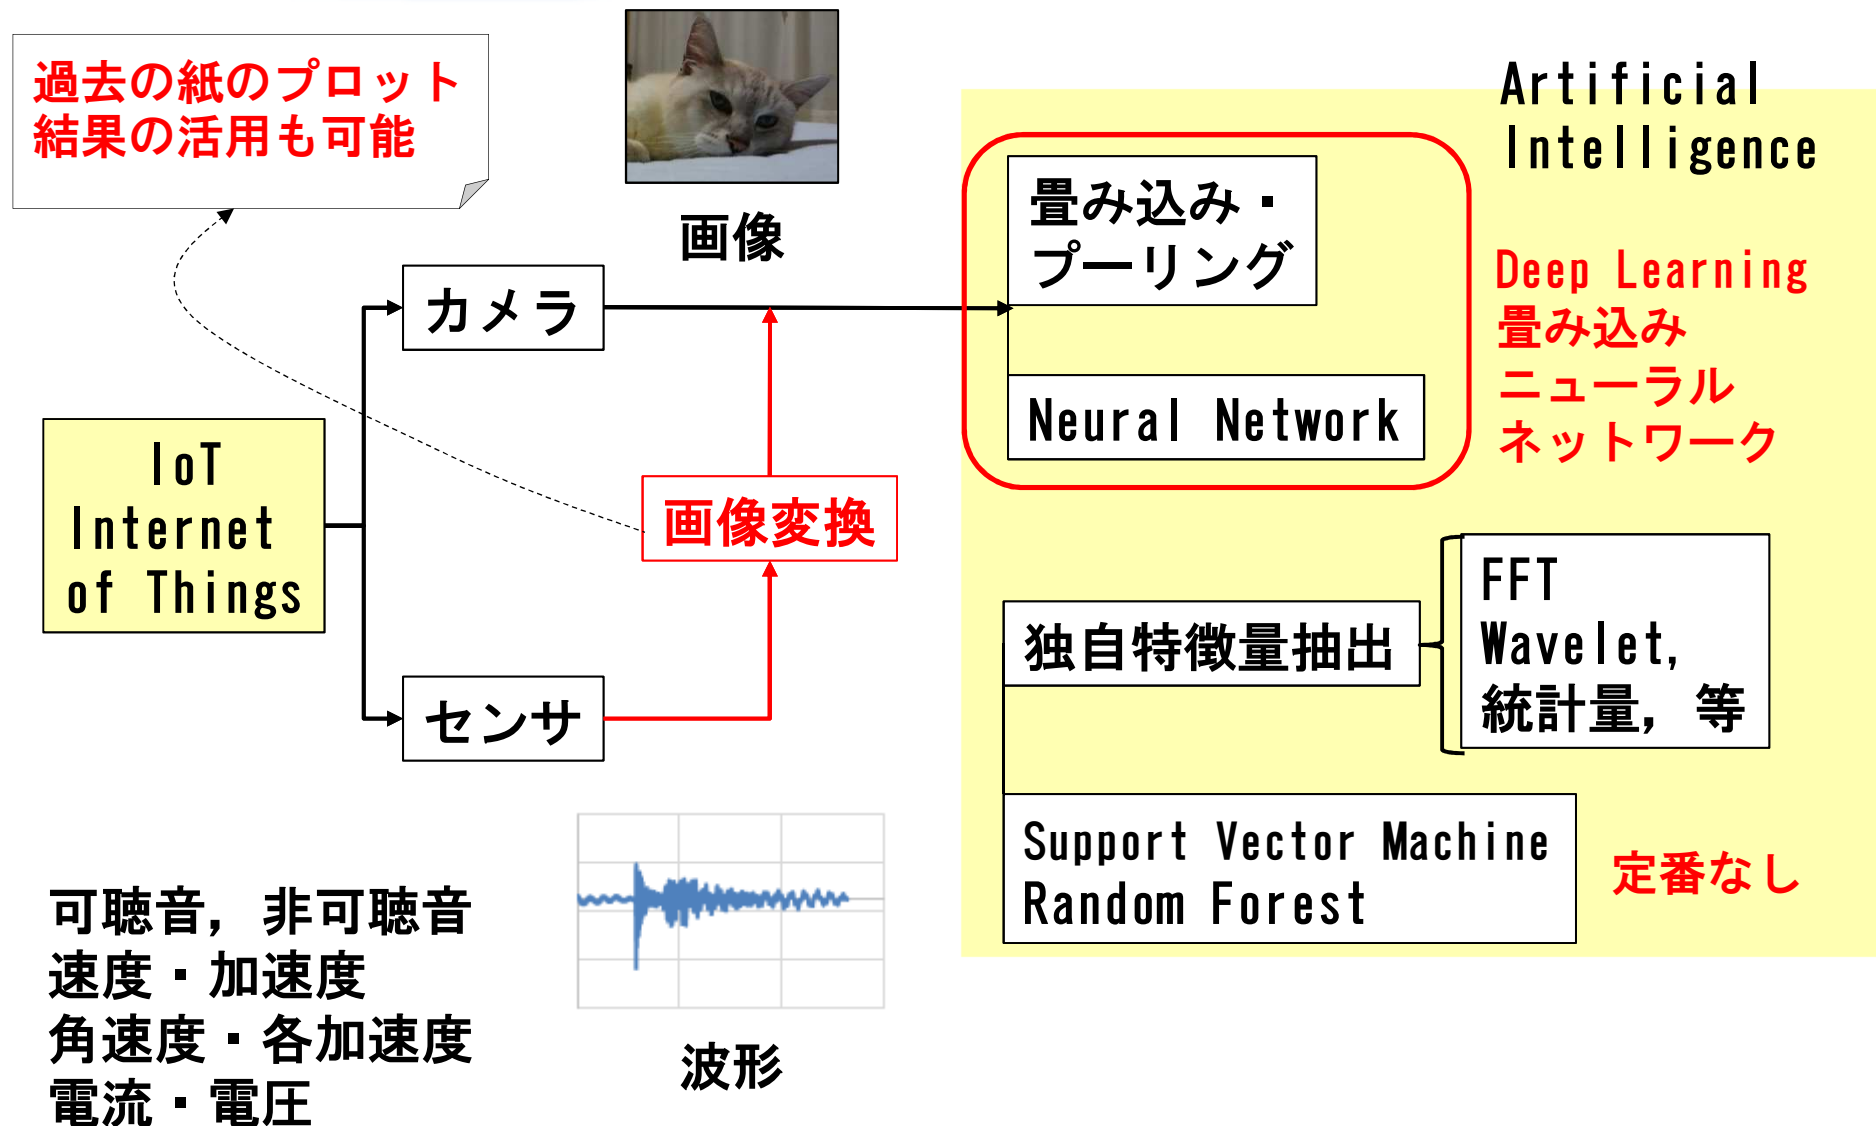 過去の紙のプロット
結果の活用も可能
画像
カメラ
IoT
Internet
of Things
画像変換
センサ
可聴音，非可聴音
速度・加速度
角速度・各加速度
電流・電圧
波形
Artificial
Intelligence
畳み込み・
プーリング
Neural Network
Deep Learning
畳み込み
ニューラル
ネットワーク
独自特徴量抽出
FFT
Wavelet,
統計量，等
Support Vector Machine
Random Forest
定番なし